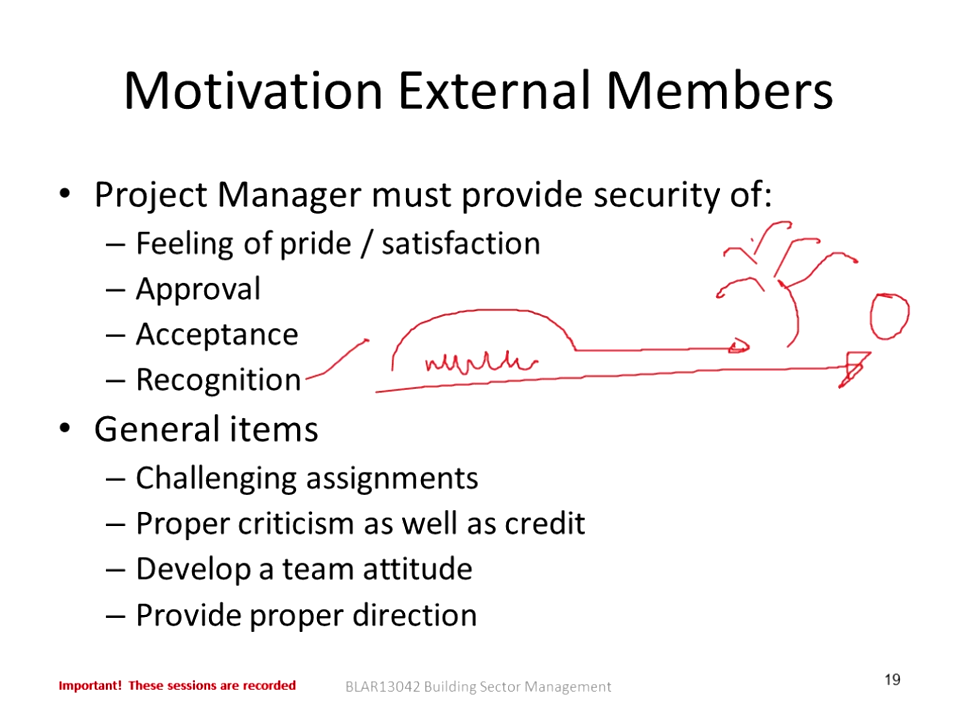 Motivation External Members
• Project Manager must provide security of:
– Feeling of pride / satisfaction
– Approval
– Acceptance
– Recognition
• General items
– Challenging assignments
– Proper criticism as well as credit
– Develop a team attitude
– Provide proper direction
Important! These sessions are recorded
BLAR13042 Building Sector Management
19